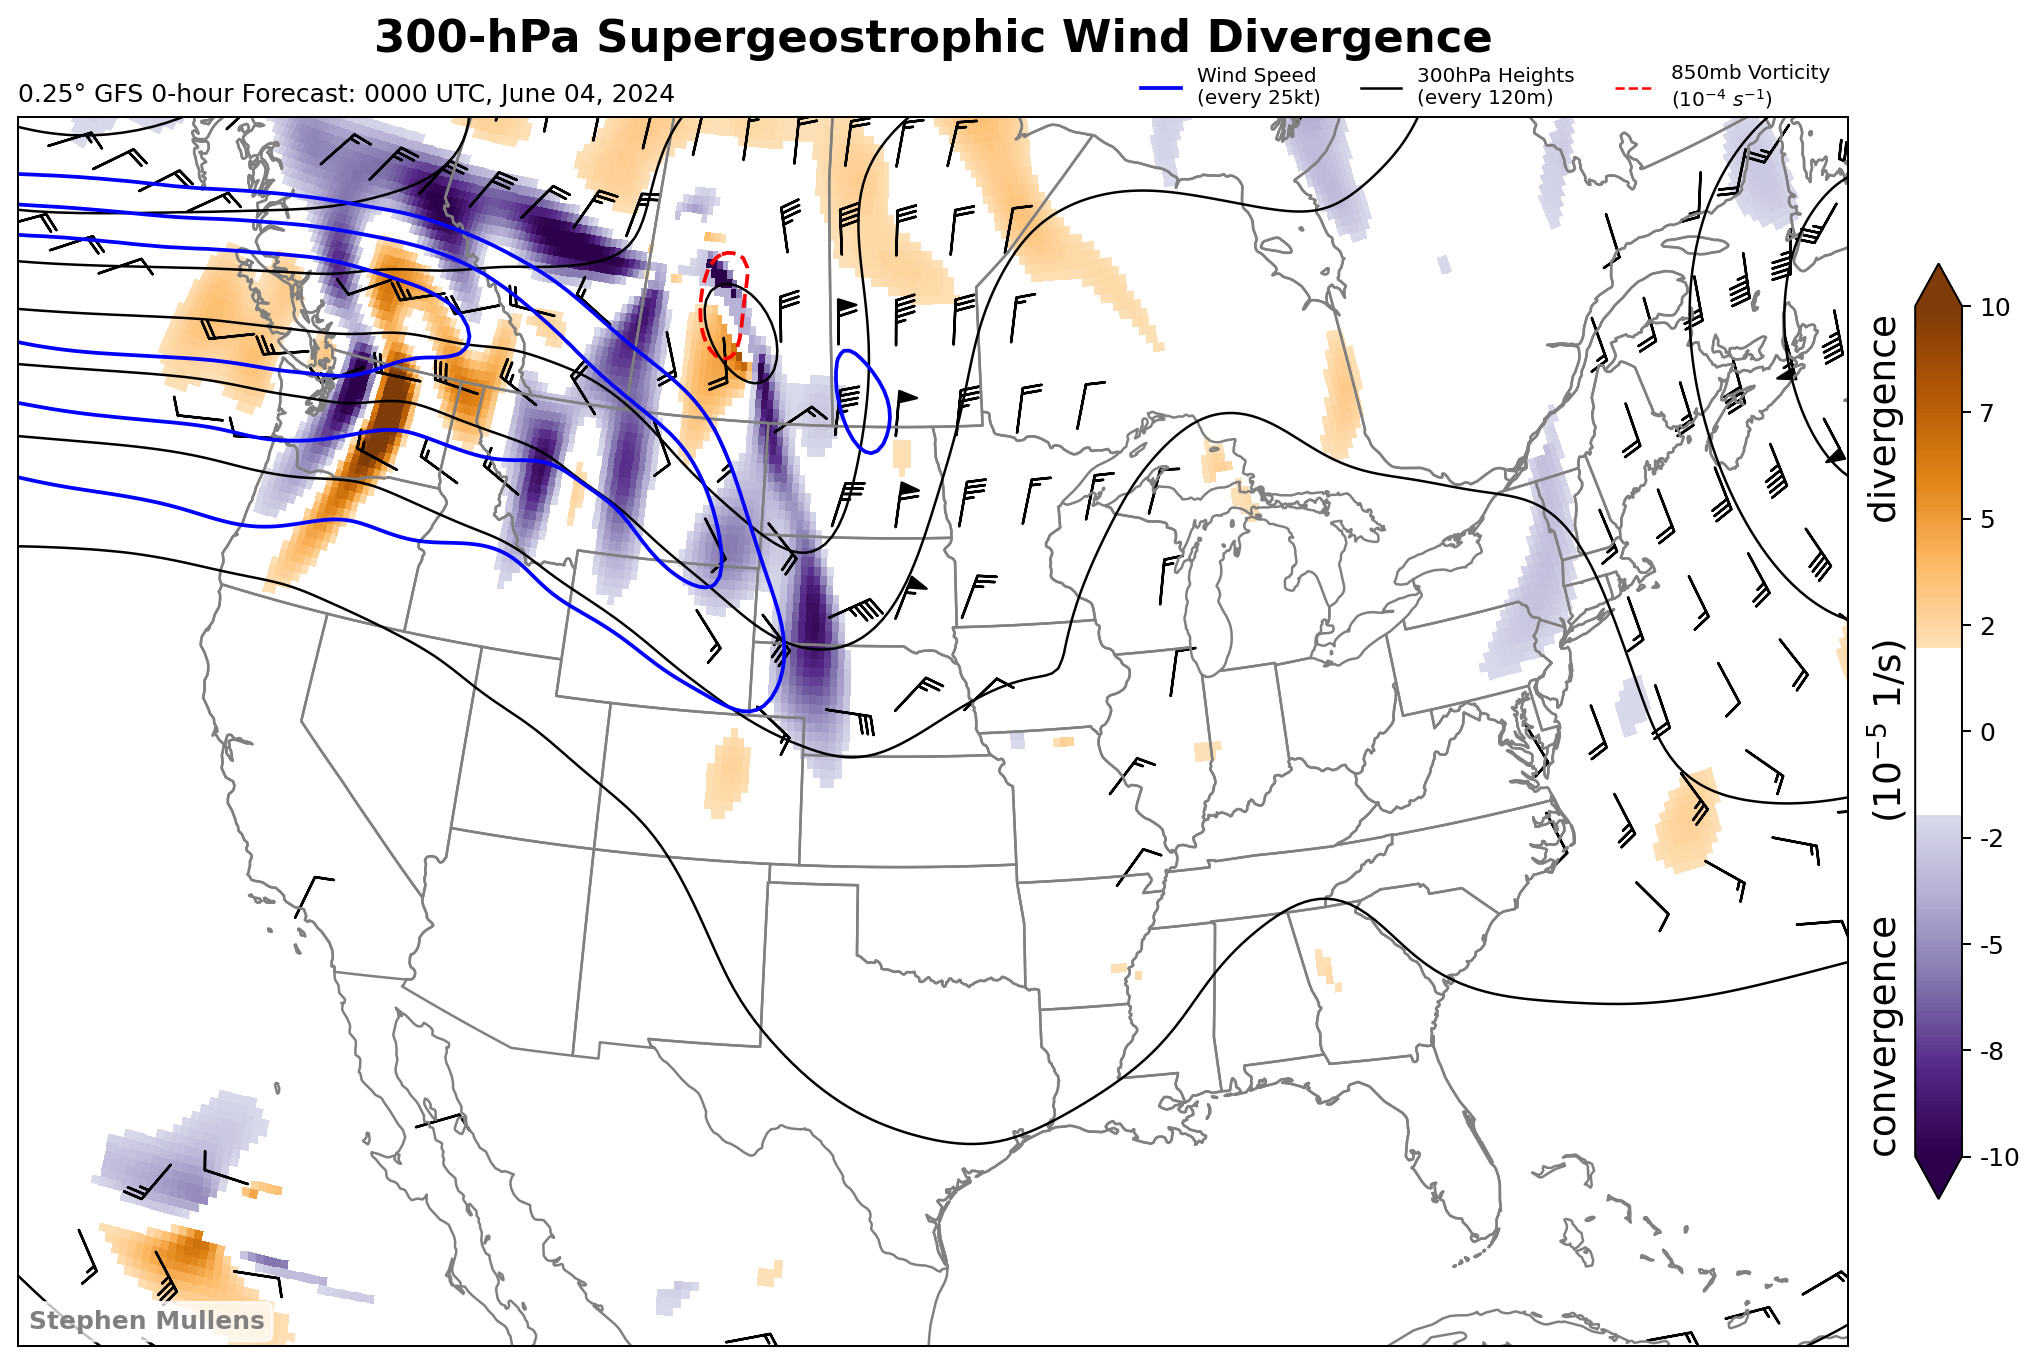 300-hPa Supergeostrophic Wind Divergence
0.25° GFS 0-hour Forecast: 0000 UTC, June 04, 2024
Wind Speed
(every 25kt)
300hPa Heights
(every 120m)
850mb Vorticity
(10⁻⁴ s⁻¹)
10
7
5
2
0
-2
-5
-8
-10
convergence (10⁻⁵ 1/s) divergence
Stephen Mullens